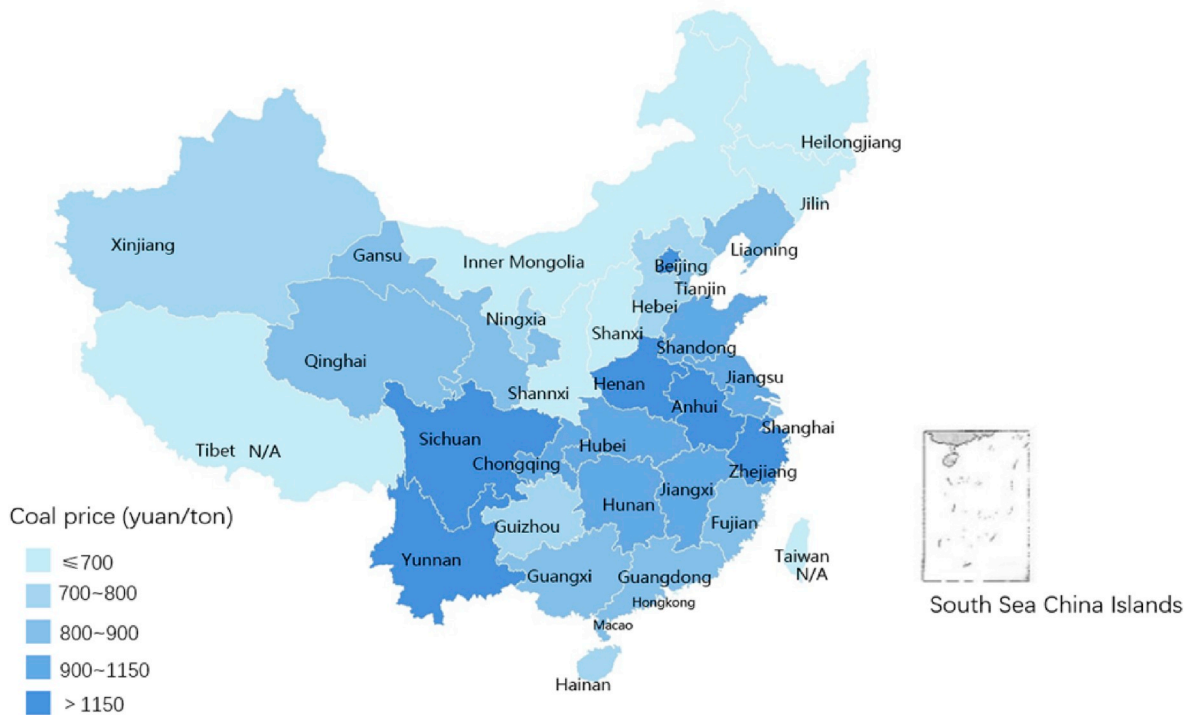 Heilongjiang
Jilin
Xinjiang
Gansu
Inner Mongolia
Beijing
Liaoning
Tianjin
Hebei
Ningxia
Shanxi
Shandong
Qinghai
Jiangsu
Shannxi
Henan
Anhui
Shanghai
Sichuan
Hubei
Tibet N/A
Chongqing
Zhejiang
Jiangxi
Hunan
Guizhou
Fujian
Yunnan
Taiwan
N/A
Guangxi
Guangdong
Hongkong
Macao
Hainan
Coal price (yuan/ton)
≤700
700~800
800~900
900~1150
> 1150
South Sea China Islands